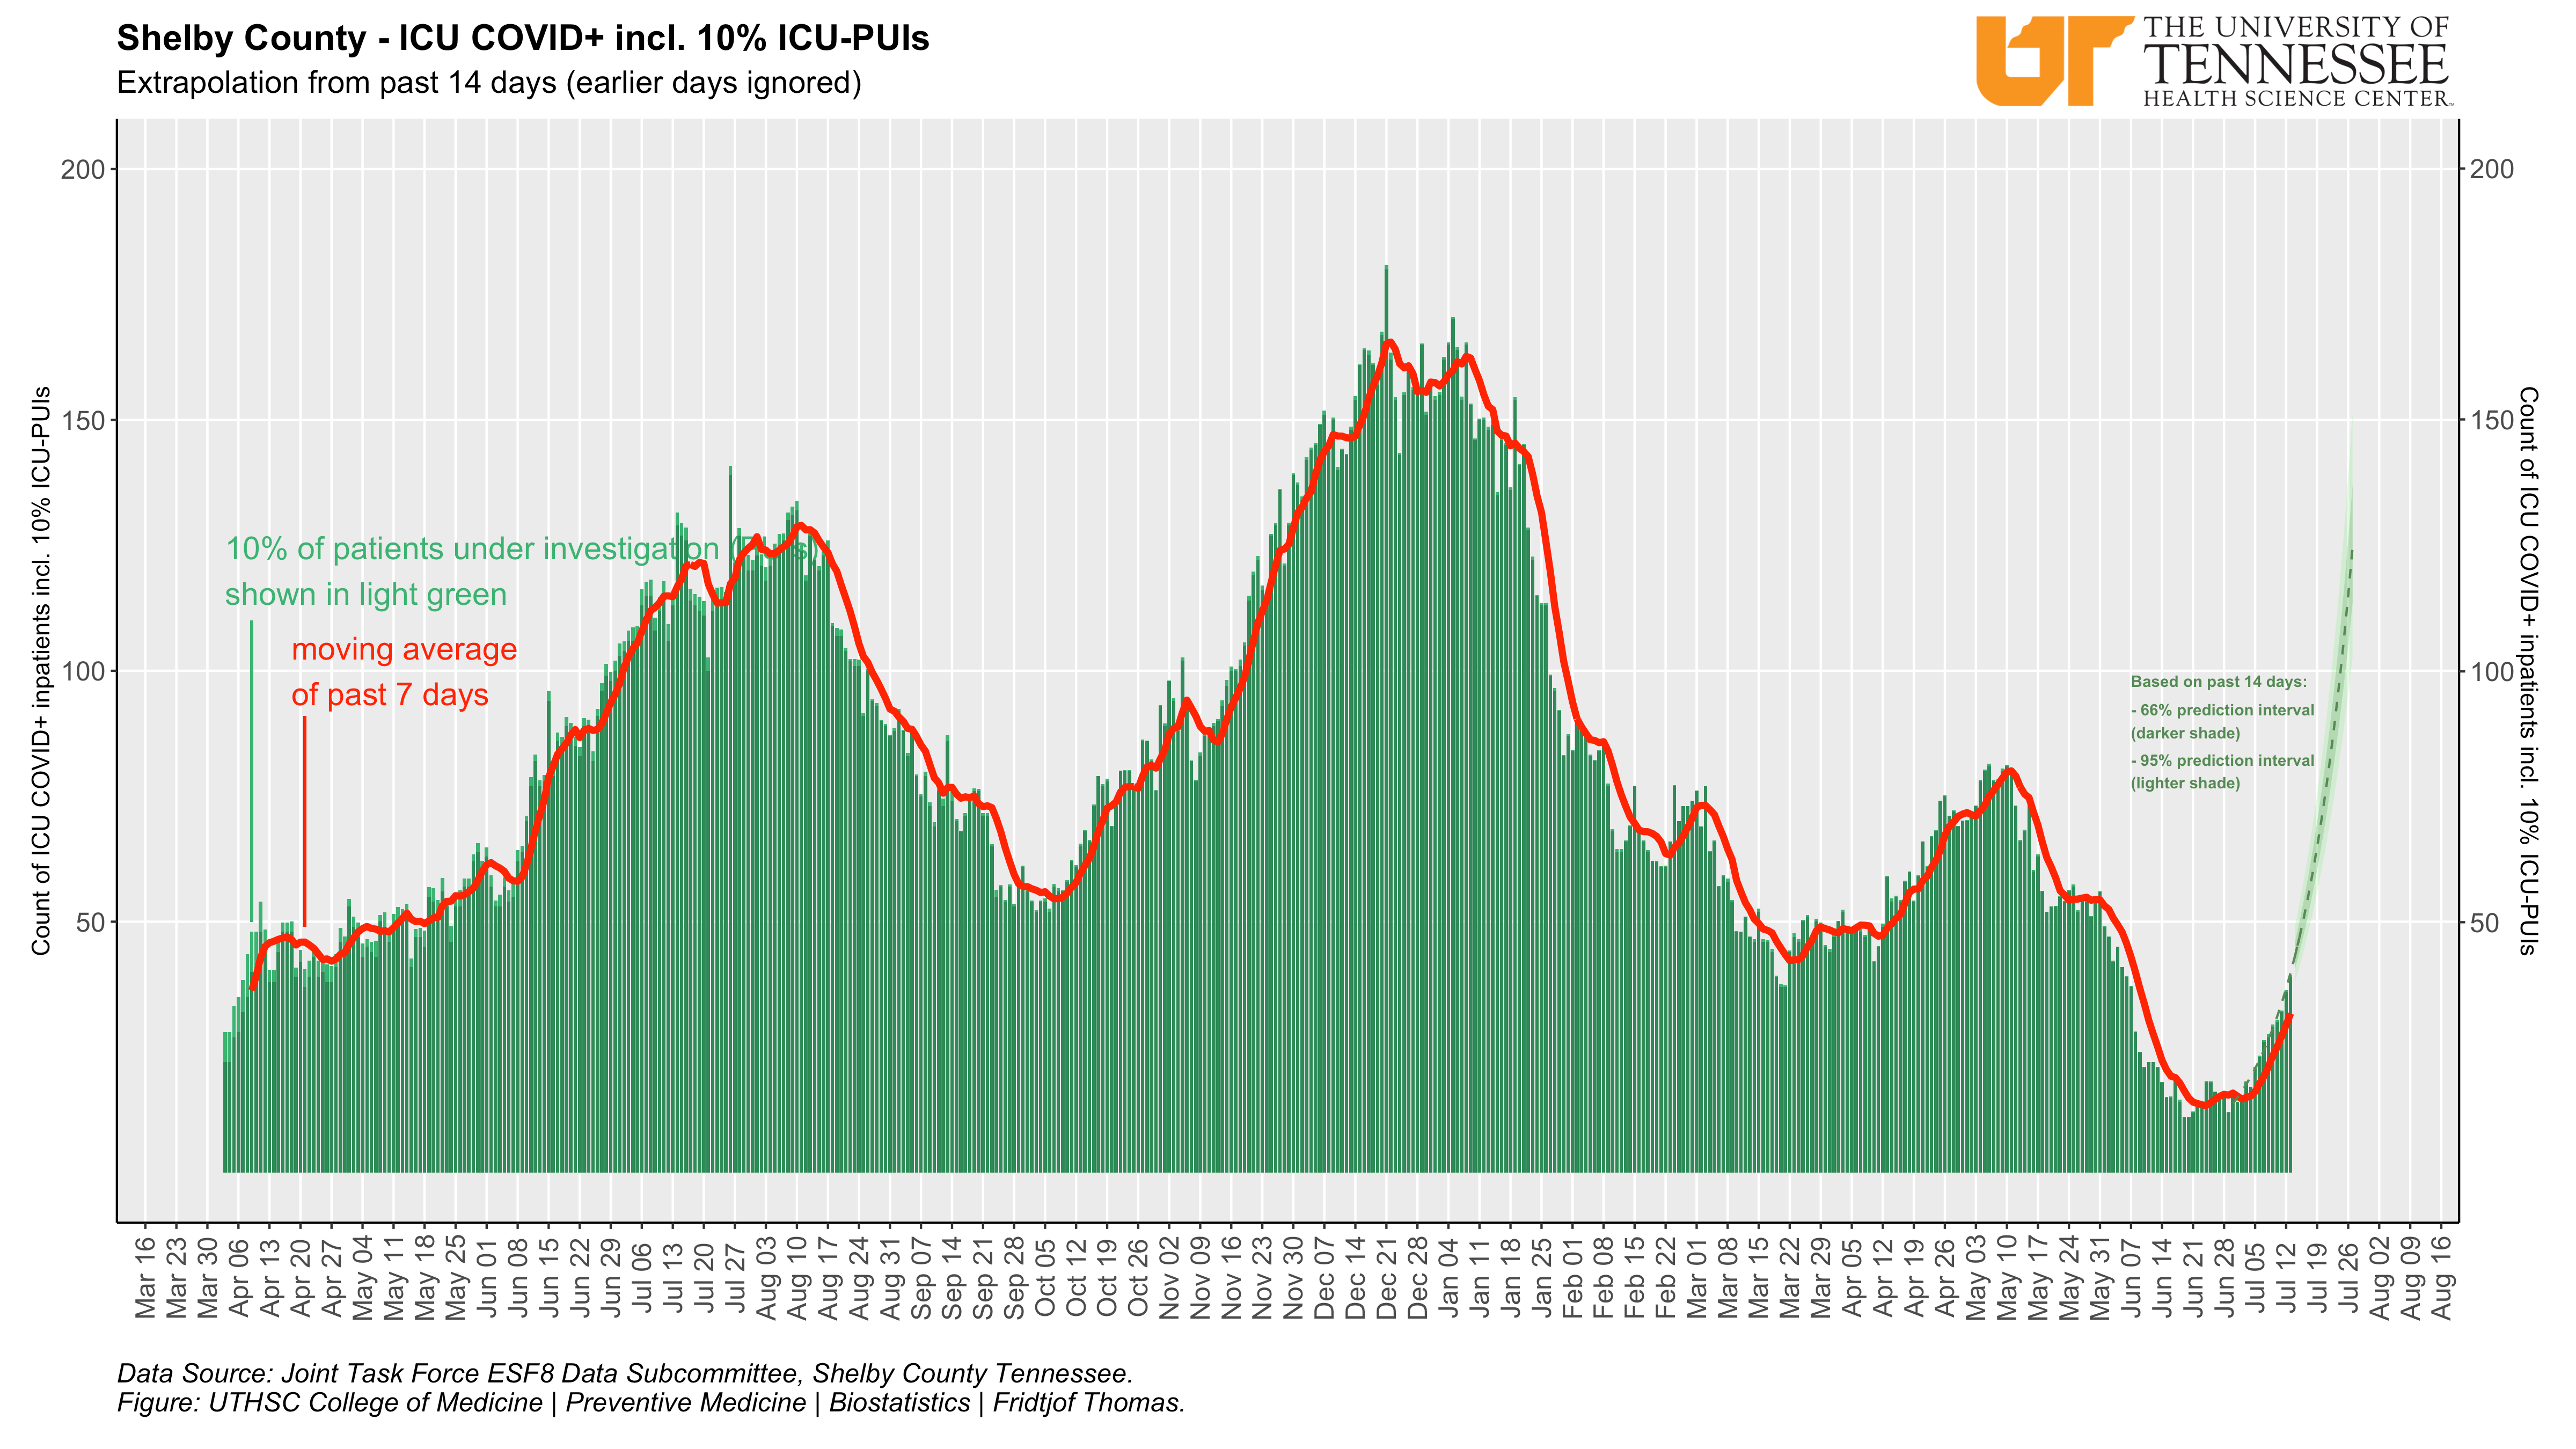 Shelby County - ICU COVID+ incl. 10% ICU-PUIs
Extrapolation from past 14 days (earlier days ignored)
THE UNIVERSITY OF
TENNESSEE
HEALTH SCIENCE CENTER™
Count of ICU COVID+ inpatients incl. 10% ICU-PUIs
200
150
100
50
10% of patients under investigation (PUIs)
shown in light green
moving average
of past 7 days
Based on past 14 days:
- 66% prediction interval
(darker shade)
- 95% prediction interval
(lighter shade)
200
150
100
50
Count of ICU COVID+ inpatients incl. 10% ICU-PUIs
Mar 16
Mar 23
Mar 30
Apr 06
Apr 13
Apr 20
Apr 27
May 04
May 11
May 18
May 25
Jun 01
Jun 08
Jun 15
Jun 22
Jun 29
Jul 06
Jul 13
Jul 20
Jul 27
Aug 03
Aug 10
Aug 17
Aug 24
Aug 31
Sep 07
Sep 14
Sep 21
Sep 28
Oct 05
Oct 12
Oct 19
Oct 26
Nov 02
Nov 09
Nov 16
Nov 23
Nov 30
Dec 07
Dec 14
Dec 21
Dec 28
Jan 04
Jan 11
Jan 18
Jan 25
Feb 01
Feb 08
Feb 15
Feb 22
Mar 01
Mar 08
Mar 15
Mar 22
Mar 29
Apr 05
Apr 12
Apr 19
Apr 26
May 03
May 10
May 17
May 24
May 31
Jun 07
Jun 14
Jun 21
Jun 28
Jul 05
Jul 12
Jul 19
Jul 26
Aug 02
Aug 09
Aug 16
Data Source: Joint Task Force ESF8 Data Subcommittee, Shelby County Tennessee.
Figure: UTHSC College of Medicine | Preventive Medicine | Biostatistics | Fridtjof Thomas.